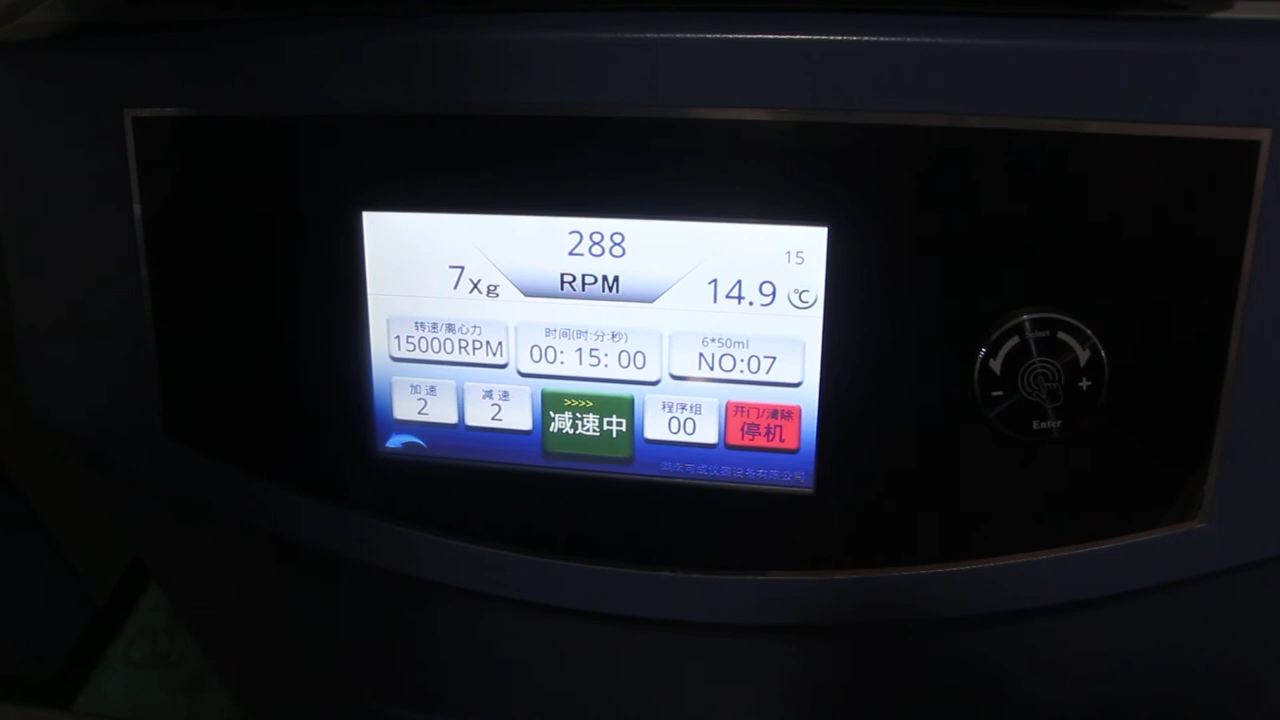 288
15
7xg
RPM
14.9 ℃
转速/离心力
15000RPM
时间(时:分:秒)
00: 15: 00
6*50ml
NO:07
加速
2
减速
2
>>>>
减速中
程序组
00
开门/清除
停机
Select
- +
Enter